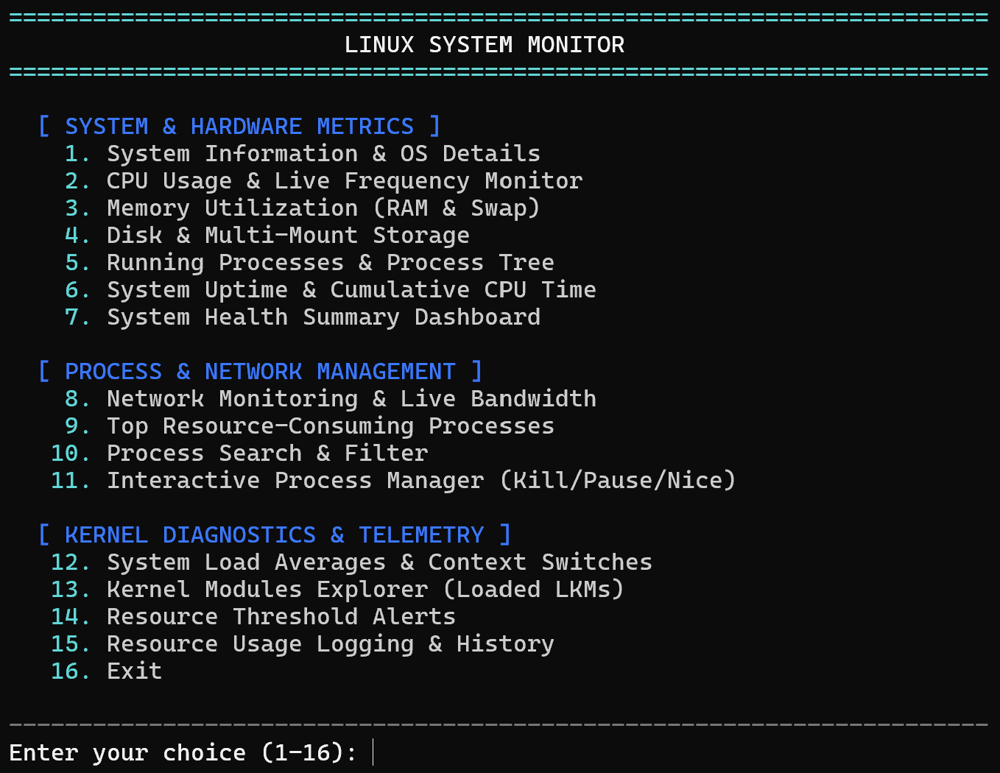 ======================================================================
LINUX SYSTEM MONITOR
======================================================================
[ SYSTEM & HARDWARE METRICS ]
1. System Information & OS Details
2. CPU Usage & Live Frequency Monitor
3. Memory Utilization (RAM & Swap)
4. Disk & Multi-Mount Storage
5. Running Processes & Process Tree
6. System Uptime & Cumulative CPU Time
7. System Health Summary Dashboard
[ PROCESS & NETWORK MANAGEMENT ]
8. Network Monitoring & Live Bandwidth
9. Top Resource-Consuming Processes
10. Process Search & Filter
11. Interactive Process Manager (Kill/Pause/Nice)
[ KERNEL DIAGNOSTICS & TELEMETRY ]
12. System Load Averages & Context Switches
13. Kernel Modules Explorer (Loaded LKMs)
14. Resource Threshold Alerts
15. Resource Usage Logging & History
16. Exit
----------------------------------------------------------------------
Enter your choice (1-16):